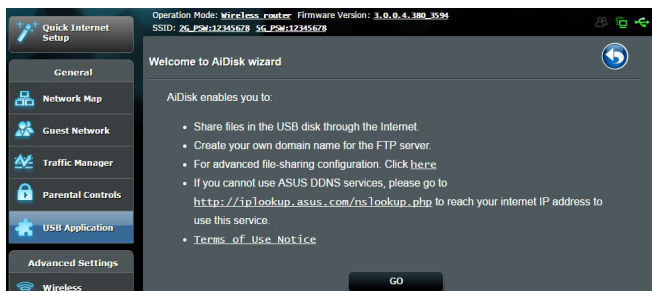 Quick Internet
Setup
General
Network Map
Guest Network
Traffic Manager
Parental Controls
USB Application
Advanced Settings
Wireless
Operation Mode: Wireless router Firmware Version: 3.0.0.4.380_3594
SSID: 2G_PSW:12345678 5G_PSW:12345678
Welcome to AiDisk wizard
AiDisk enables you to:
• Share files in the USB disk through the Internet.
• Create your own domain name for the FTP server.
• For advanced file-sharing configuration. Click here
• If you cannot use ASUS DDNS services, please go to
http://iplookup.asus.com/nslookup.php to reach your internet IP address to
use this service.
• Terms of Use Notice
GO